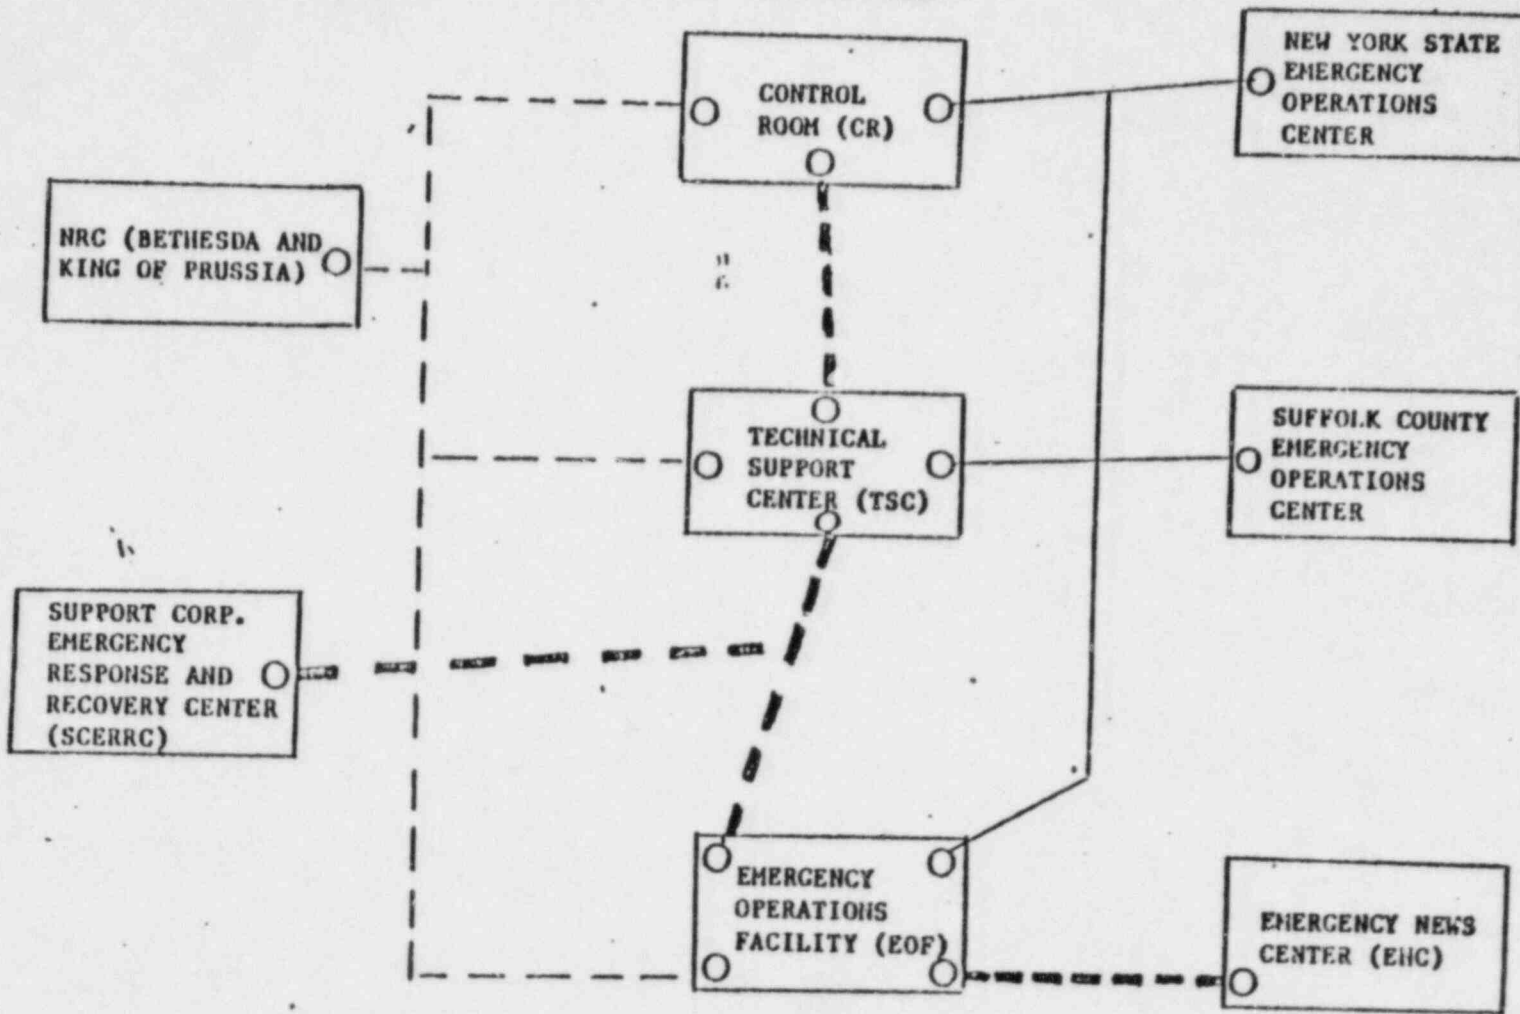 CONTROL
ROOM (CR)
NEW YORK STATE
EMERGENCY
OPERATIONS
CENTER
NRC (BETHESDA AND
KING OF PRUSSIA)
TECHNICAL
SUPPORT
CENTER (TSC)
SUFFOLK COUNTY
EMERGENCY
OPERATIONS
CENTER
SUPPORT CORP.
EMERGENCY
RESPONSE AND
RECOVERY CENTER
(SCERRC)
EMERGENCY
OPERATIONS
FACILITY (EOF)
EMERGENCY NEWS
CENTER (ENC)